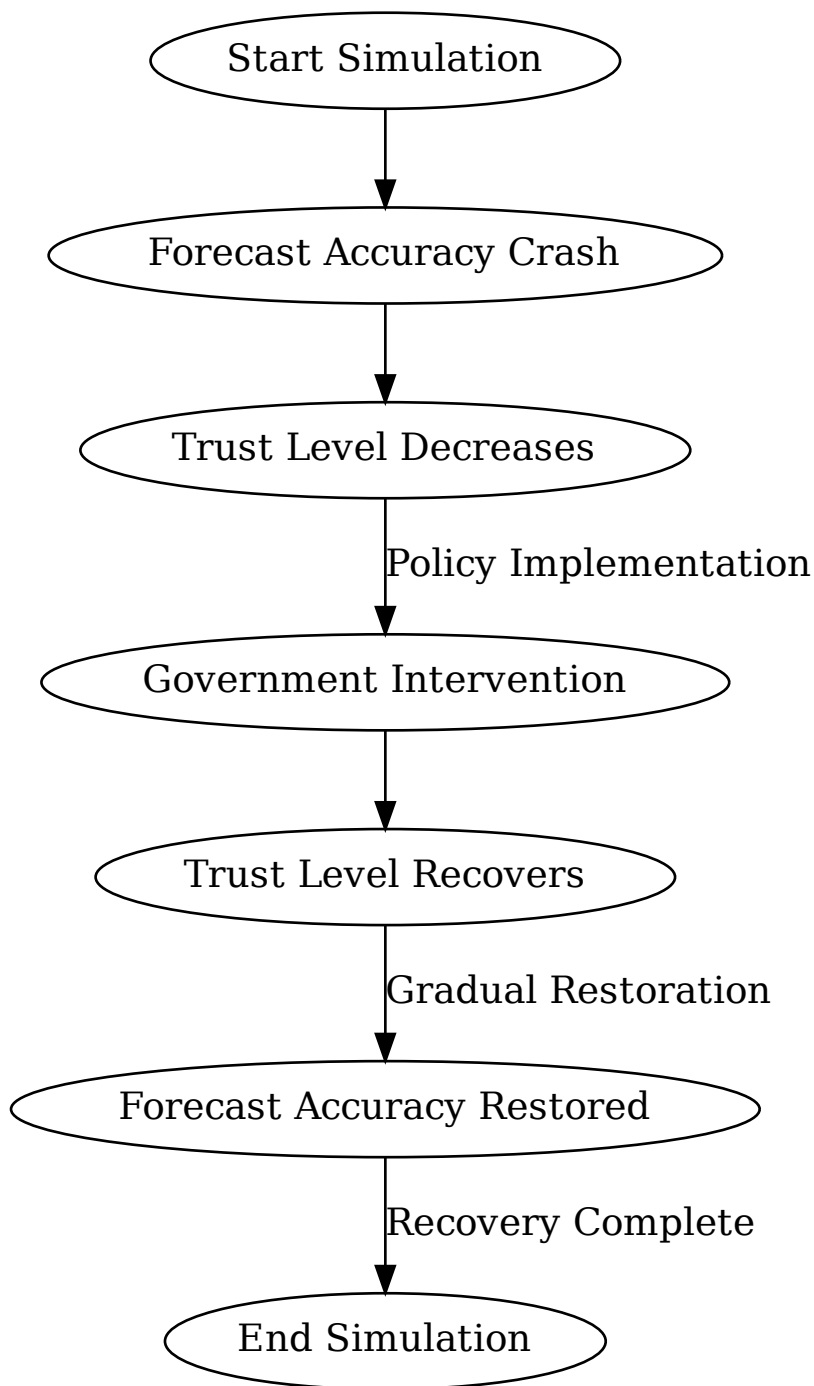 Start Simulation
Forecast Accuracy Crash
Trust Level Decreases
Policy Implementation
Government Intervention
Trust Level Recovers
Gradual Restoration
Forecast Accuracy Restored
Recovery Complete
End Simulation